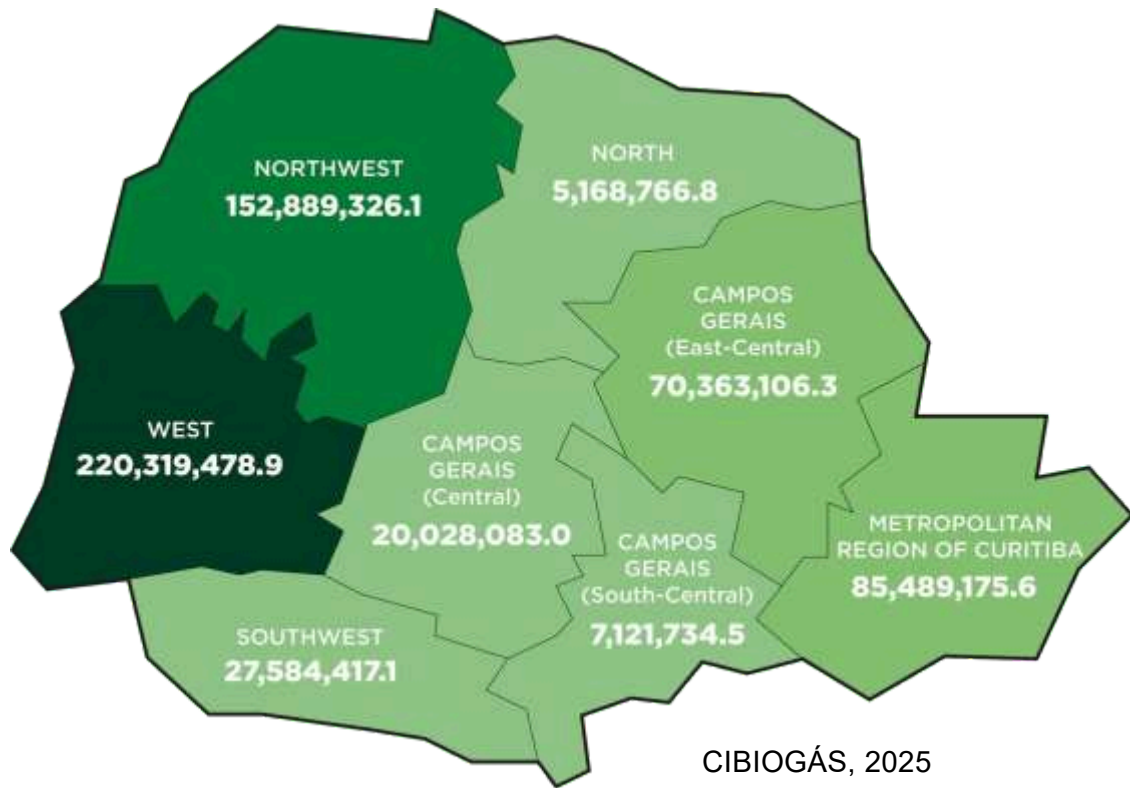 NORTHWEST
152,889,326.1
NORTH
5,168,766.8
CAMPOS
GERAIS
(East-Central)
70,363,106.3
WEST
220,319,478.9
CAMPOS
GERAIS
(Central)
20,028,083.0
METROPOLITAN
REGION OF CURITIBA
85,489,175.6
CAMPOS
GERAIS
(South-Central)
7,121,734.5
SOUTHWEST
27,584,417.1
CIBIOGÁS, 2025